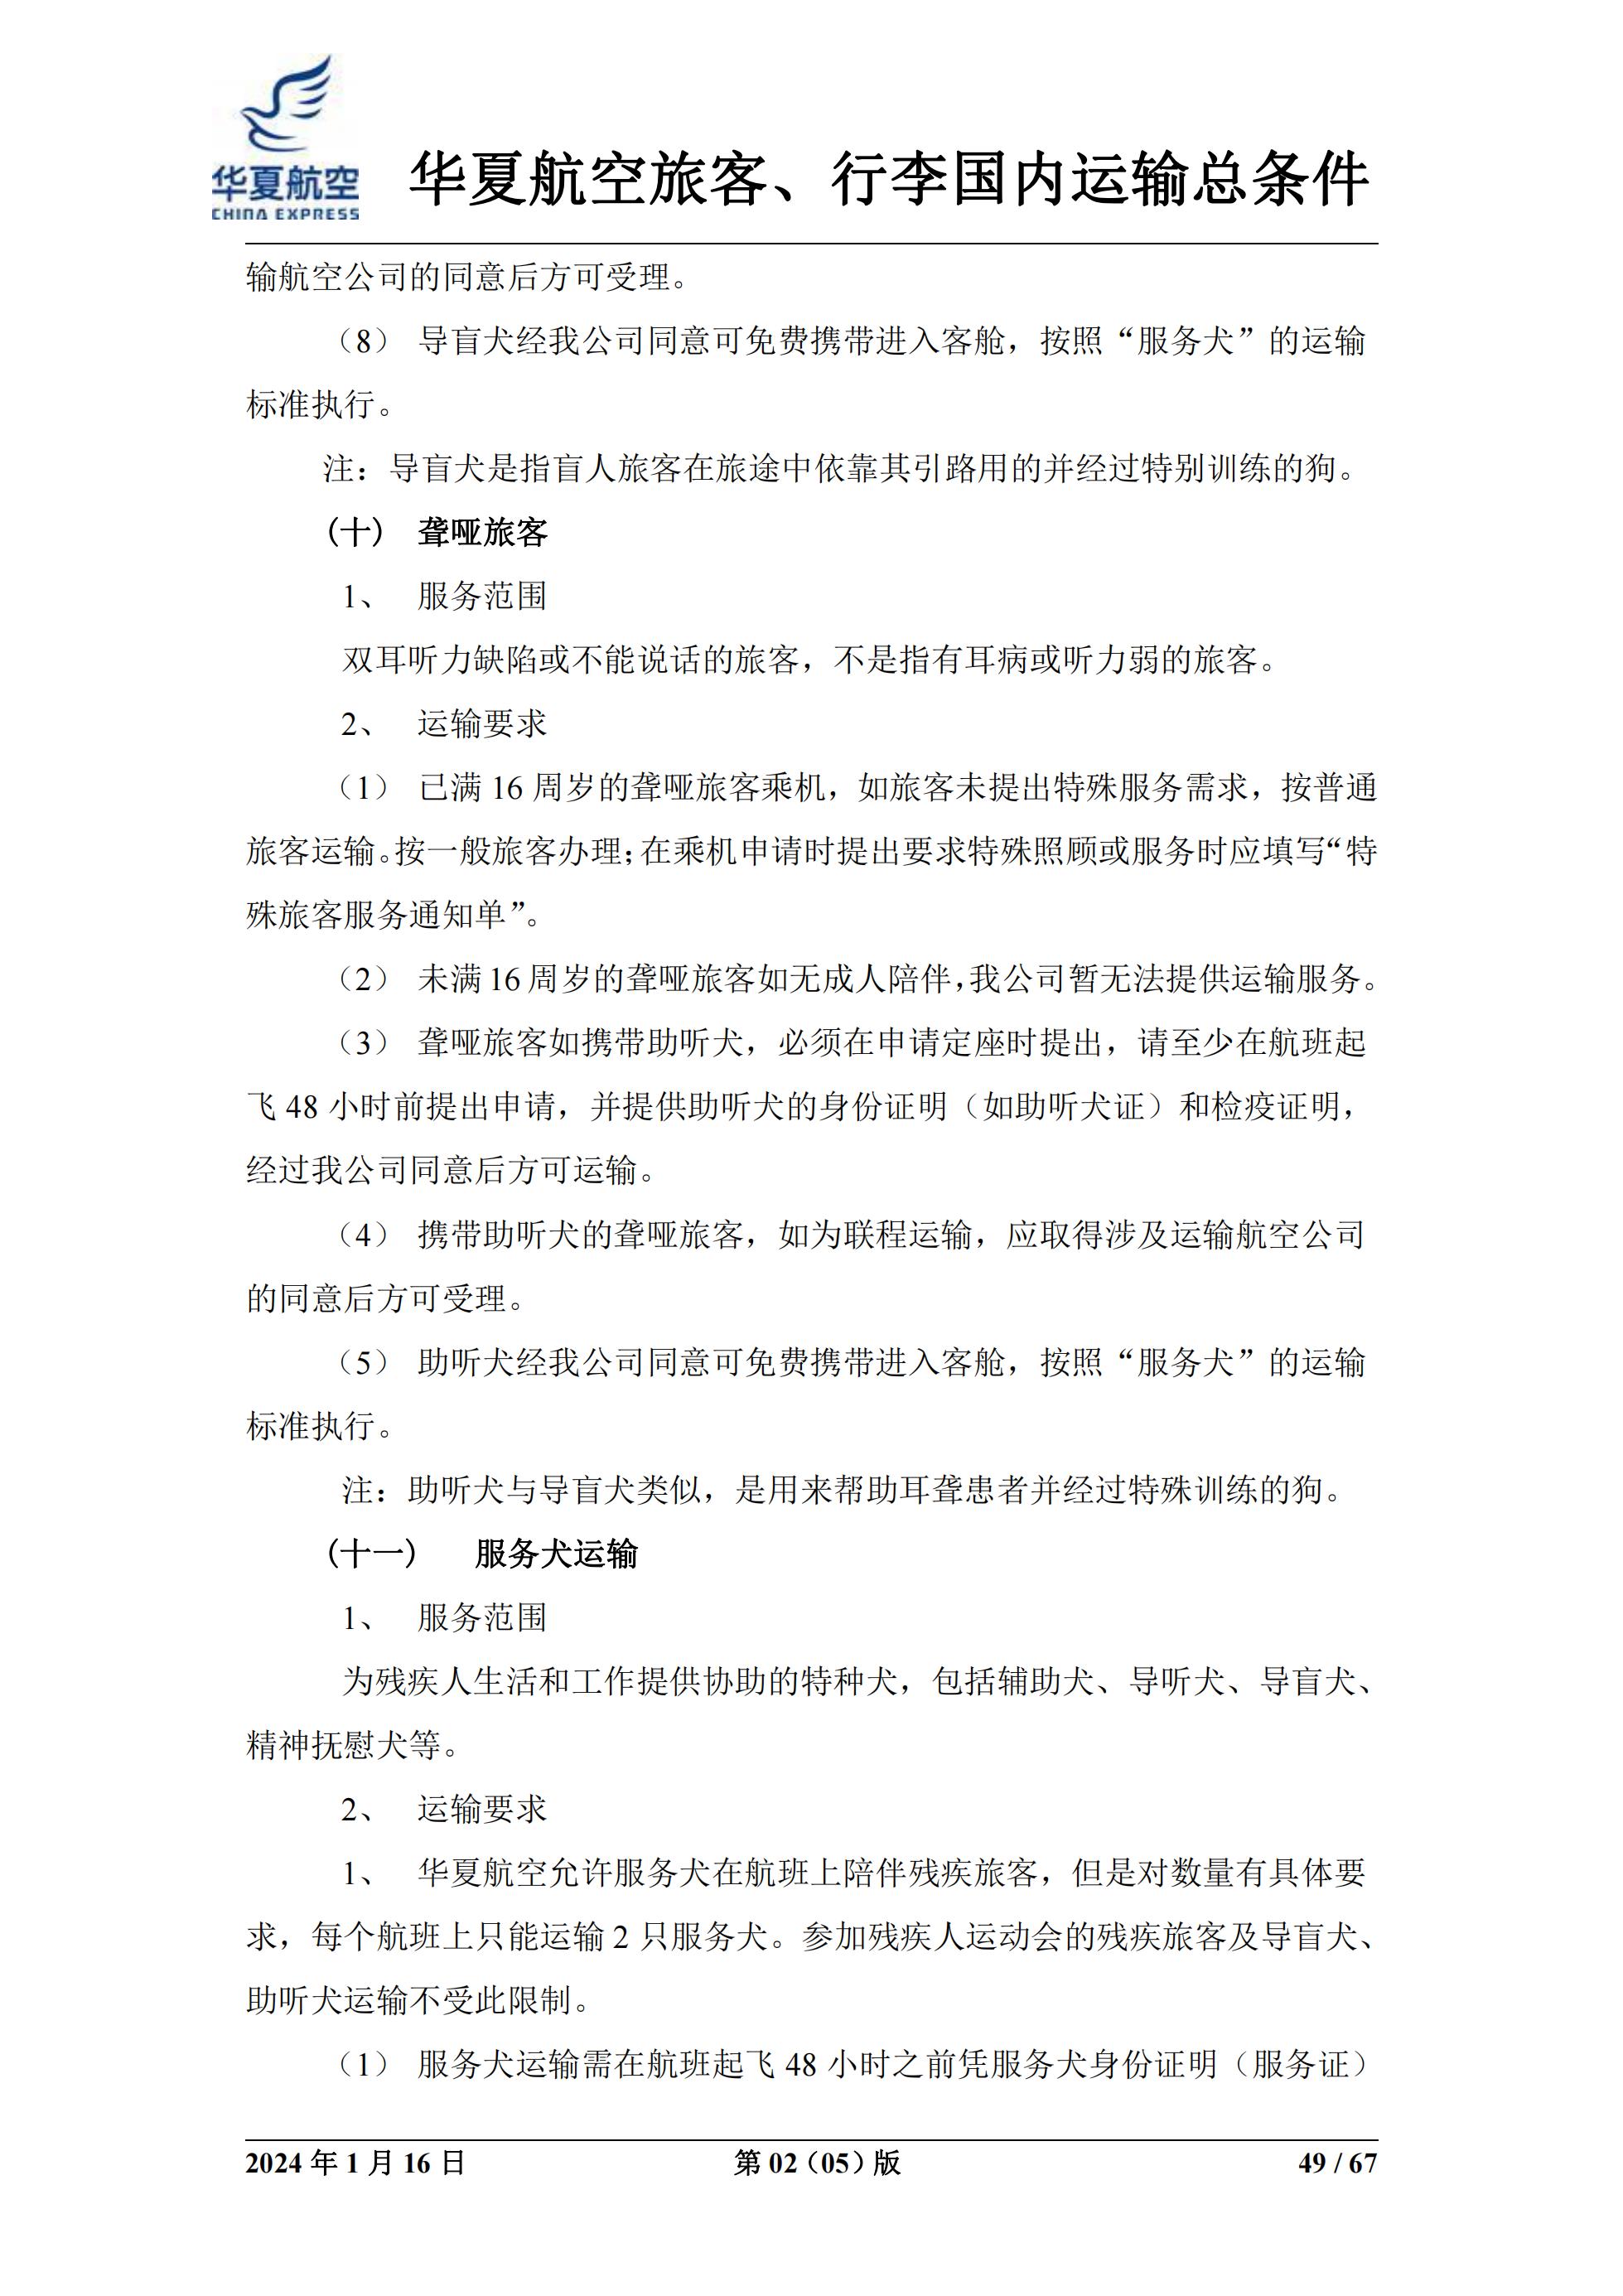 华夏航空
CHINA EXPRESS
华夏航空旅客、行李国内运输总条件
输航空公司的同意后方可受理。
（8） 导盲犬经我公司同意可免费携带进入客舱，按照“服务犬”的运输
标准执行。
注：导盲犬是指盲人旅客在旅途中依靠其引路用的并经过特别训练的狗。
(十) 聋哑旅客
1、 服务范围
双耳听力缺陷或不能说话的旅客，不是指有耳病或听力弱的旅客。
2、 运输要求
（1） 已满 16 周岁的聋哑旅客乘机，如旅客未提出特殊服务需求，按普通
旅客运输。按一般旅客办理；在乘机申请时提出要求特殊照顾或服务时应填写“特
殊旅客服务通知单”。
（2） 未满 16 周岁的聋哑旅客如无成人陪伴，我公司暂无法提供运输服务。
（3） 聋哑旅客如携带助听犬，必须在申请定座时提出，请至少在航班起
飞 48 小时前提出申请，并提供助听犬的身份证明（如助听犬证）和检疫证明，
经过我公司同意后方可运输。
（4） 携带助听犬的聋哑旅客，如为联程运输，应取得涉及运输航空公司
的同意后方可受理。
（5） 助听犬经我公司同意可免费携带进入客舱，按照“服务犬”的运输
标准执行。
注：助听犬与导盲犬类似，是用来帮助耳聋患者并经过特殊训练的狗。
(十一) 服务犬运输
1、 服务范围
为残疾人生活和工作提供协助的特种犬，包括辅助犬、导听犬、导盲犬、
精神抚慰犬等。
2、 运输要求
1、 华夏航空允许服务犬在航班上陪伴残疾旅客，但是对数量有具体要
求，每个航班上只能运输 2 只服务犬。参加残疾人运动会的残疾旅客及导盲犬、
助听犬运输不受此限制。
（1） 服务犬运输需在航班起飞 48 小时之前凭服务犬身份证明（服务证）
2024 年 1 月 16 日 第 02（05）版 49 / 67